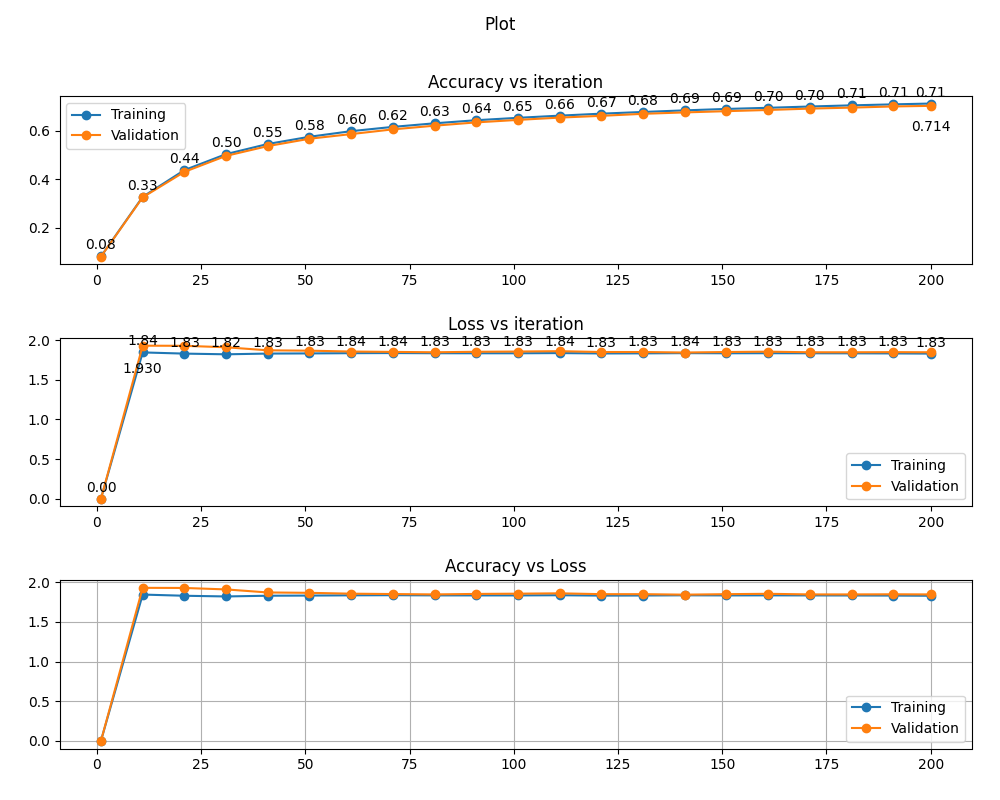 Plot
Accuracy vs iteration
Training
Validation
0.08 0.33 0.44 0.50 0.55 0.58 0.60 0.62 0.63 0.64 0.65 0.66 0.67 0.68 0.69 0.69 0.70 0.70 0.71 0.71 0.71
0.714
0.6
0.4
0.2
0 25 50 75 100 125 150 175 200
Loss vs iteration
2.0
1.5
1.0
0.5
0.0
0.00 1.84 1.83 1.82 1.83 1.83 1.84 1.84 1.83 1.83 1.83 1.84 1.83 1.83 1.84 1.83 1.83 1.83 1.83 1.83 1.83
1.930
Training
Validation
0 25 50 75 100 125 150 175 200
Accuracy vs Loss
2.0
1.5
1.0
0.5
0.0
Training
Validation
0 25 50 75 100 125 150 175 200